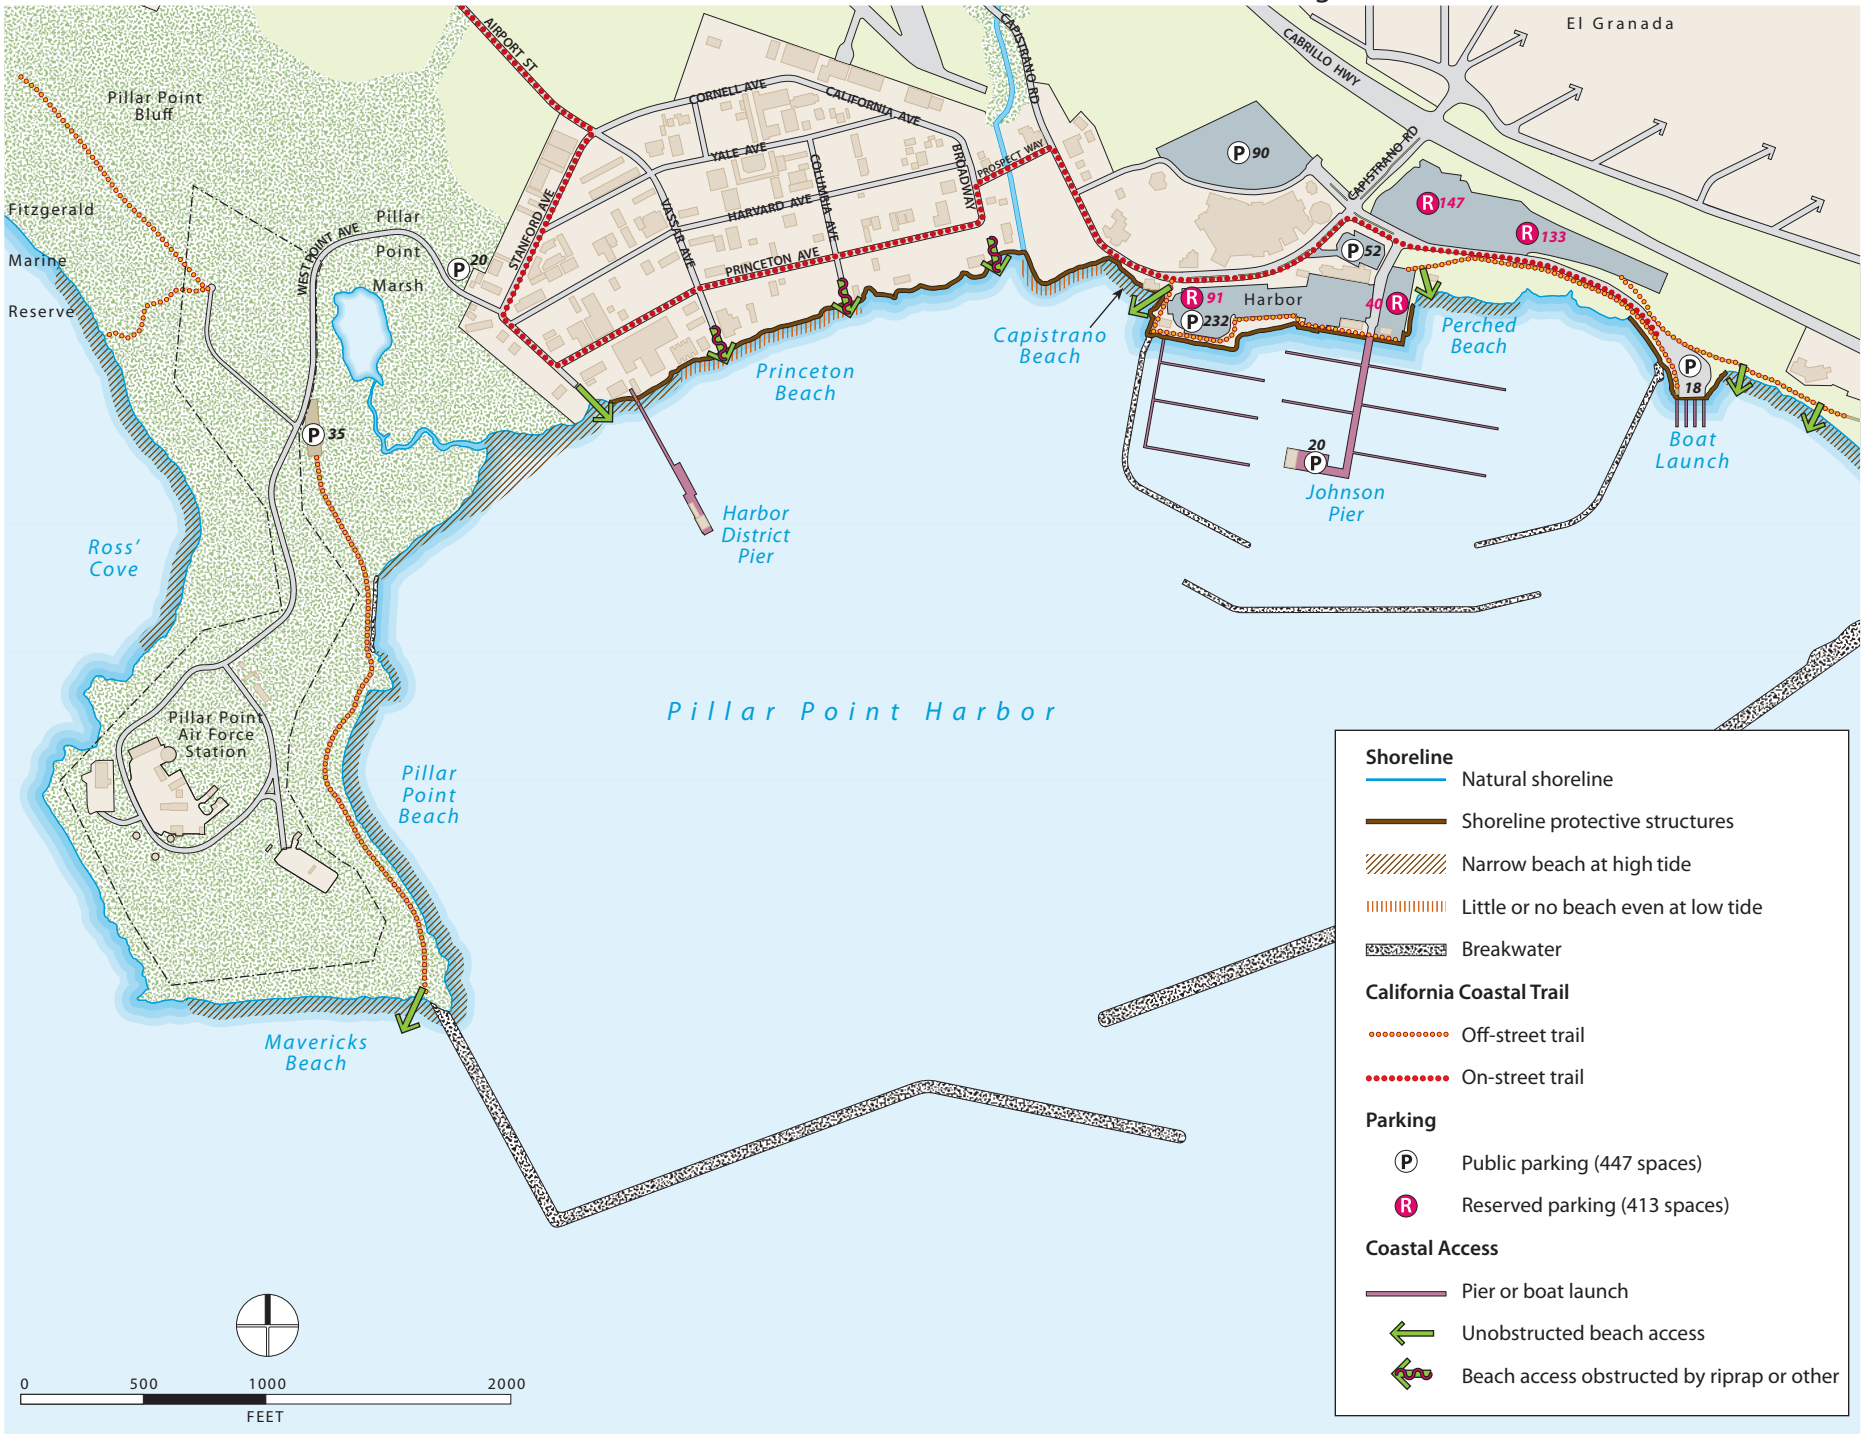 El Granada
CABRILLO HWY
CAPISTRANO RD
AIRPORT ST
Pillar Point
Bluff
CORNELL AVE
CALIFORNIA AVE
YALE AVE
COLUMBIA AVE
BROADWAY
PROSPECT WAY
P 90
CAPISTRANO RD
Fitzgerald
Marine
Reserve
WESTPOINT AVE
Pillar
Point
Marsh
P 20
STANFORD AVE
VASSAR AVE
HARVARD AVE
PRINCETON AVE
R 147
R 133
P 52
R 91
Harbor
40 R
P 232
Capistrano
Beach
Perched
Beach
Princeton
Beach
P
18
Boat
Launch
P 35
20
P
Johnson
Pier
Harbor
District
Pier
Ross'
Cove
Pillar Point Harbor
Pillar Point
Air Force
Station
Pillar
Point
Beach
Mavericks
Beach
Shoreline
Natural shoreline
Shoreline protective structures
Narrow beach at high tide
Little or no beach even at low tide
Breakwater
California Coastal Trail
Off-street trail
On-street trail
Parking
P Public parking (447 spaces)
R Reserved parking (413 spaces)
Coastal Access
Pier or boat launch
Unobstructed beach access
Beach access obstructed by riprap or other
0 500 1000 2000
FEET